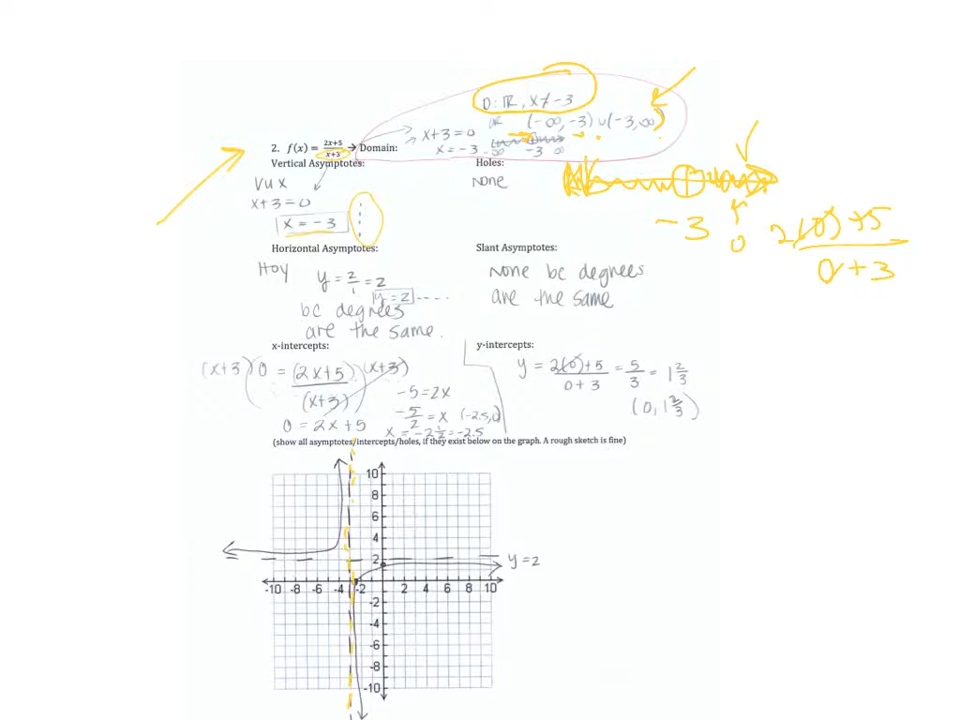 D: ℝ, x ≠ -3
OR (-∞, -3) ∪ (-3, ∞)
x+3=0
2. f(x) = (2x+5)/(x+3) → Domain:
x = -3
-∞ -3 ∞
Vertical Asymptotes:
Holes:
VUX
None
x+3=0
x = -3
-3
0
2(0)+5
0+3
Horizontal Asymptotes:
Slant Asymptotes:
HOY
y = 2/1 = 2
y=2
bc degrees
are the same.
None bc degrees
are the same
x-intercepts:
y-intercepts:
(x+3) 0 = (2x+5)/(x+3) (x+3)
0 = 2x+5
-5=2x
-5/2 = x (-2.5, 0)
x = -2 1/2 = -2.5
y = (2(0)+5)/(0+3) = 5/3 = 1 2/3
(0, 1 2/3)
(show all asymptotes/intercepts/holes, if they exist below on the graph. A rough sketch is fine)
10
8
6
4
2
y=2
-10 -8 -6 -4 -2 2 4 6 8 10
-2
-4
-6
-8
-10